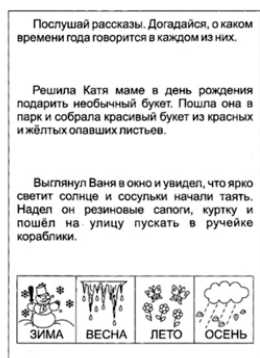 Послушай рассказы. Догадайся, о каком
времени года говорится в каждом из них.
Решила Катя маме в день рождения
подарить необычный букет. Пошла она в
парк и собрала красивый букет из красных
и жёлтых опавших листьев.
Выглянул Ваня в окно и увидел, что ярко
светит солнце и сосульки начали таять.
Надел он резиновые сапоги, куртку и
пошёл на улицу пускать в ручейке
кораблики.
ЗИМА ВЕСНА ЛЕТО ОСЕНЬ